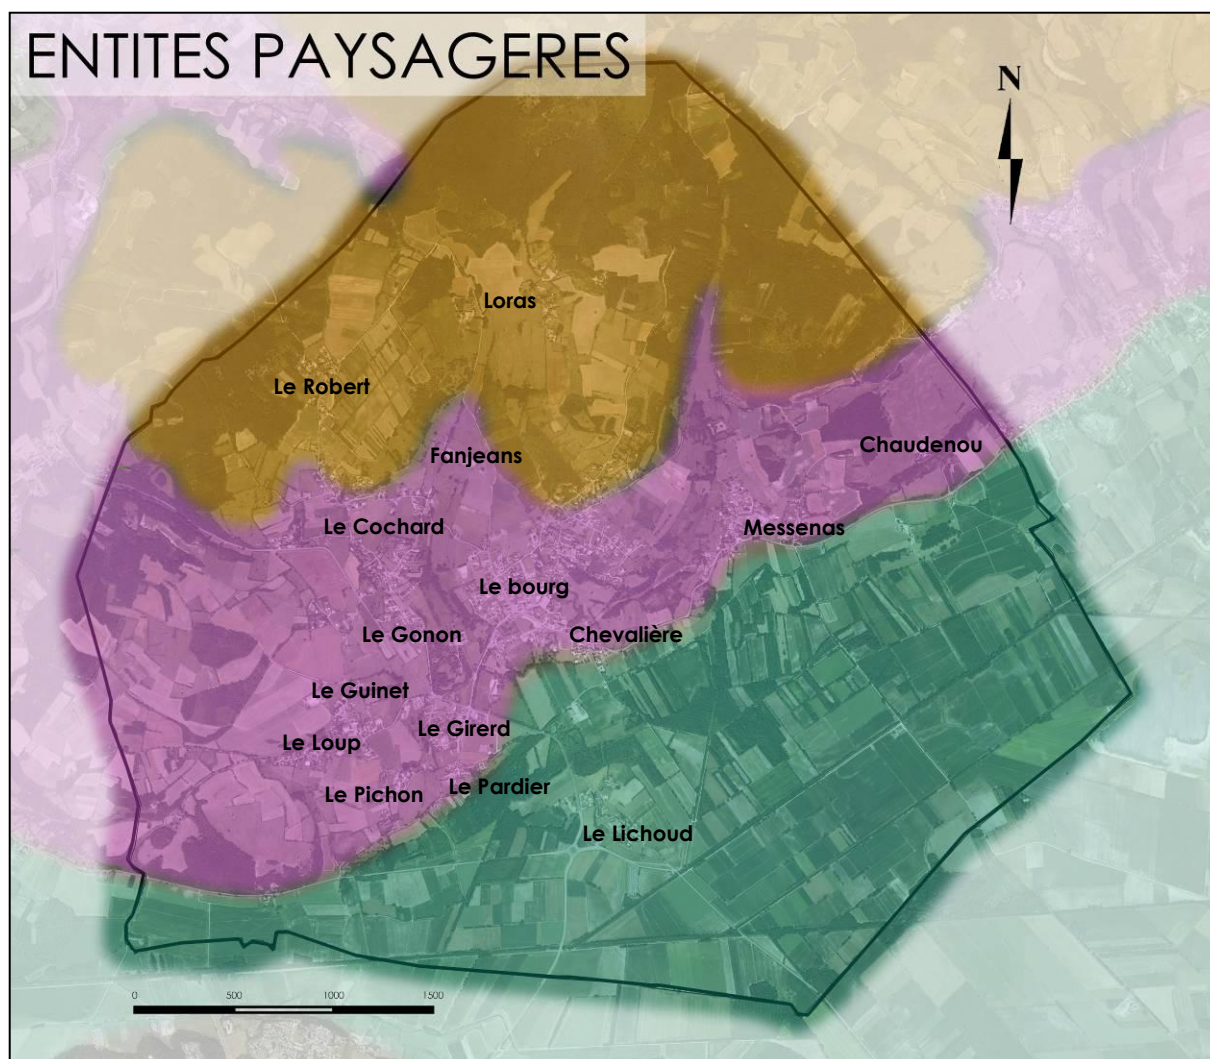 ENTITES PAYSAGERES
N
Loras
Le Robert
Fanjeans
Chaudenou
Le Cochard
Messenas
Le bourg
Le Gonon
Chevalière
Le Guinet
Le Girerd
Le Loup
Le Pardier
Le Pichon
Le Lichoud
0 500 1000 1500